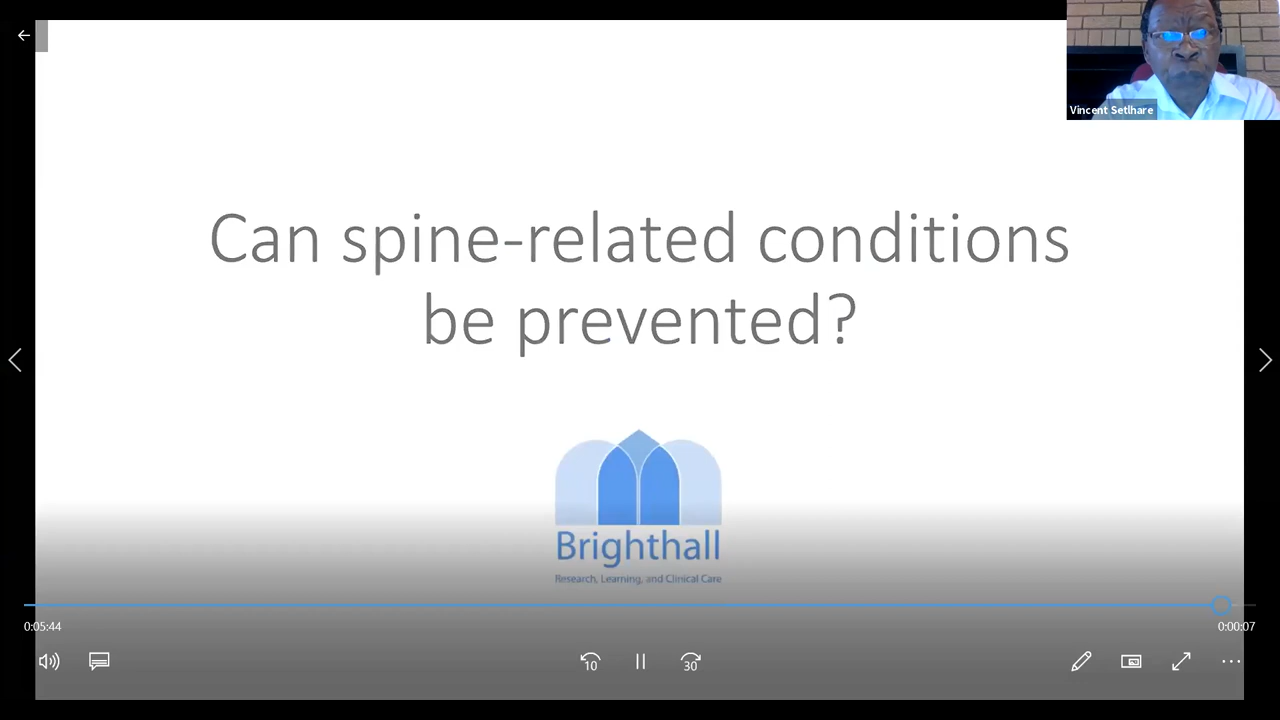 Vincent Setlhare
Can spine-related conditions
be prevented?
Brighthall
Research, Learning, and Clinical Care
0:05:44
0:00:07
10
30